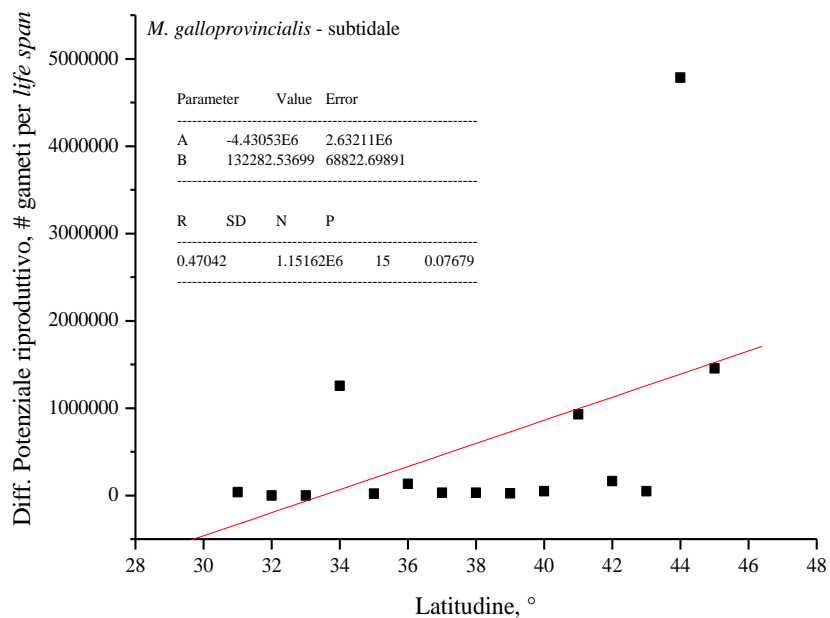 M. galloprovincialis - subtidale
5000000
4000000
3000000
2000000
1000000
0
Diff. Potenziale riproduttivo, # gameti per life span
Parameter Value Error
------------------------------------------------------------
A -4.43053E6 2.63211E6
B 132282.53699 68822.69891
------------------------------------------------------------
R SD N P
------------------------------------------------------------
0.47042 1.15162E6 15 0.07679
------------------------------------------------------------
28 30 32 34 36 38 40 42 44 46 48
Latitudine, °